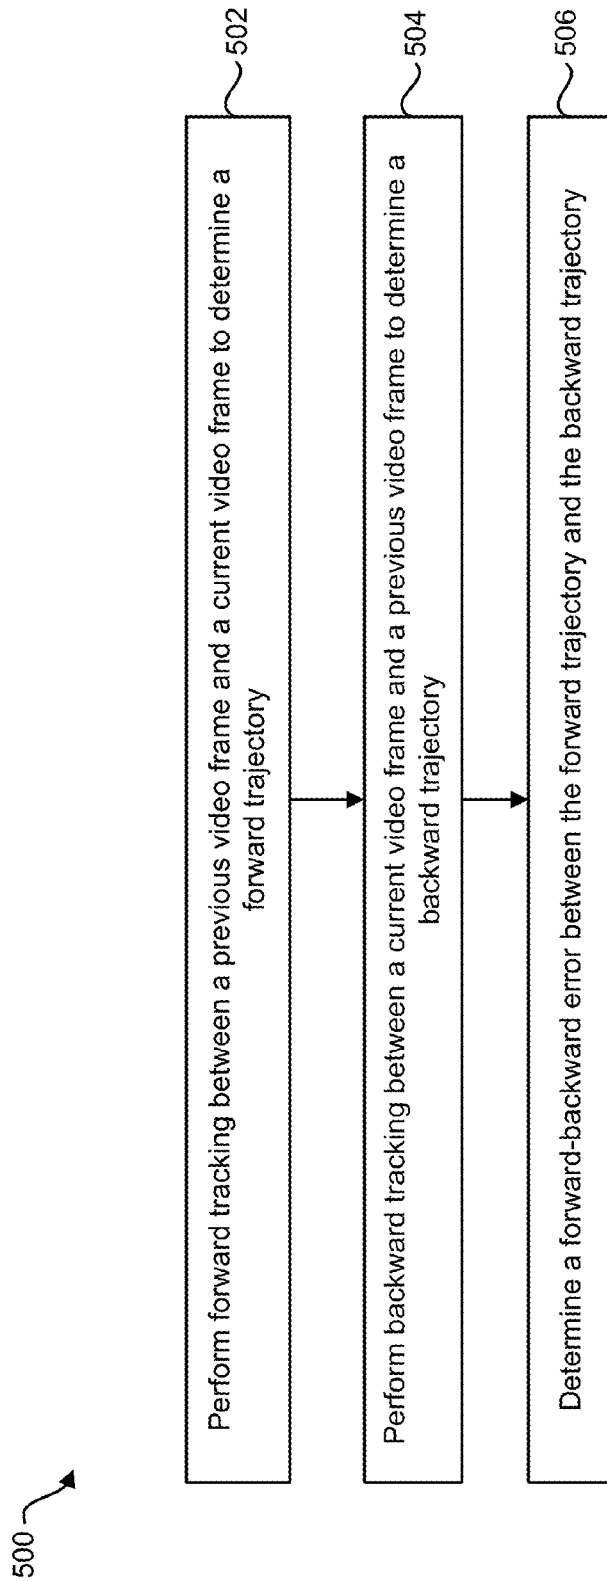 500
502
Perform forward tracking between a previous video frame and a current video frame to determine a
forward trajectory
504
Perform backward tracking between a current video frame and a previous video frame to determine a
backward trajectory
506
Determine a forward-backward error between the forward trajectory and the backward trajectory